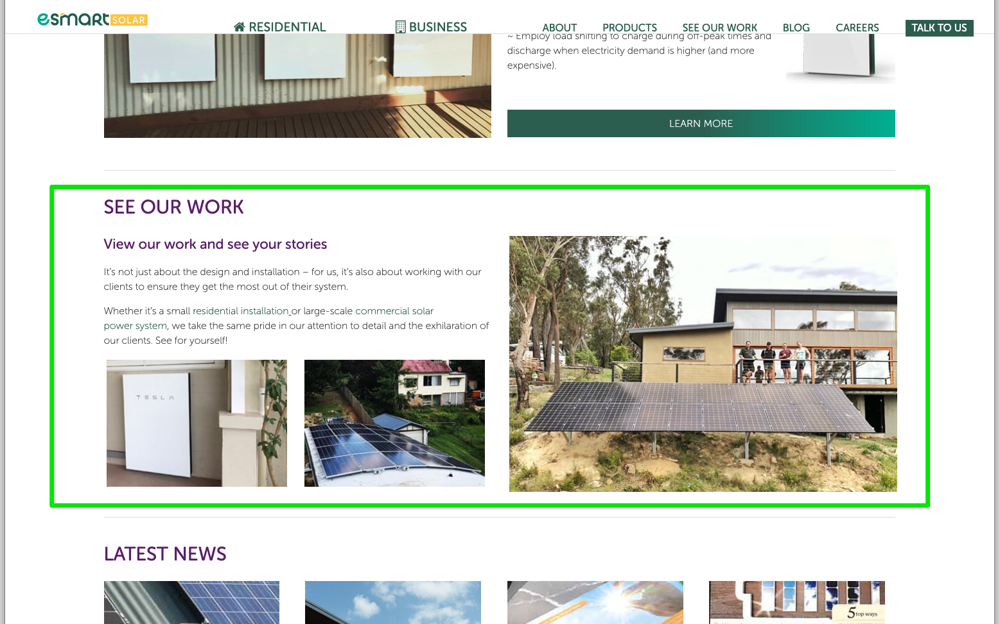 esmart SOLAR
RESIDENTIAL
BUSINESS
ABOUT
PRODUCTS
SEE OUR WORK
BLOG
CAREERS
TALK TO US
~ Employ load shifting to charge during off-peak times and
discharge when electricity demand is higher (and more
expensive).
LEARN MORE
SEE OUR WORK
View our work and see your stories
It’s not just about the design and installation – for us, it’s also about working with our
clients to ensure they get the most out of their system.
Whether it’s a small residential installation or large-scale commercial solar
power system, we take the same pride in our attention to detail and the exhilaration of
our clients. See for yourself!
TESLA
LATEST NEWS
5 top ways